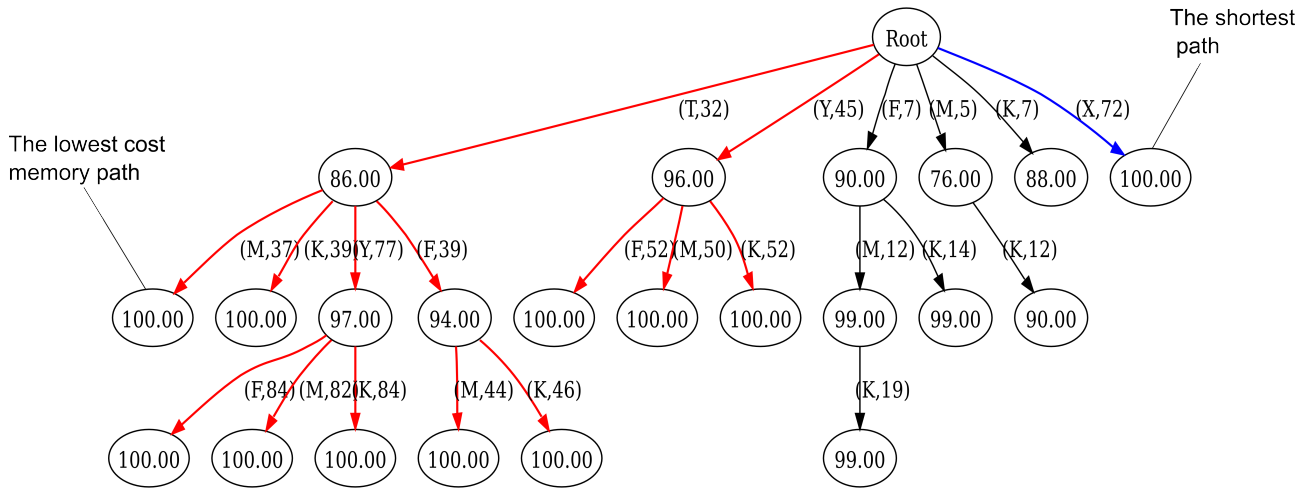 The shortest
path
Root
(T,32)
(Y,45)
(F,7)
(M,5)
(K,7)
(X,72)
The lowest cost
memory path
86.00
96.00
90.00
76.00
88.00
100.00
(M,37)
(K,39)
(Y,77)
(F,39)
(F,52)
(M,50)
(K,52)
(M,12)
(K,14)
(K,12)
100.00
100.00
97.00
94.00
100.00
100.00
100.00
99.00
99.00
90.00
(F,84)
(M,82)
(K,84)
(M,44)
(K,46)
(K,19)
100.00
100.00
100.00
100.00
100.00
99.00